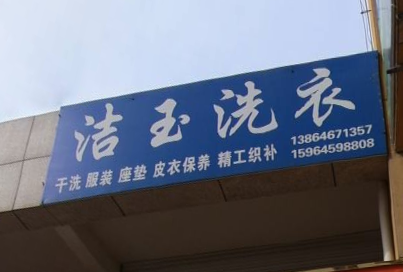 洁玉洗衣
干洗 服装 座垫 皮衣保养 精工织补
13864671357
15964598808